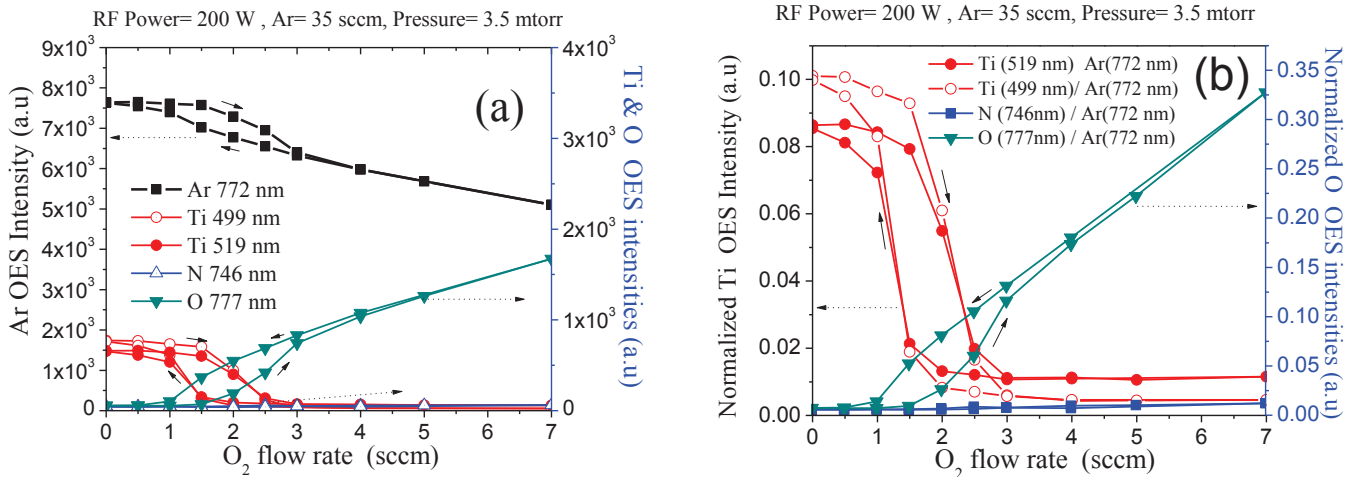 RF Power= 200 W , Ar= 35 sccm, Pressure= 3.5 mtorr
(a)
Ar OES Intensity (a.u)
9x10³
8x10³
7x10³
6x10³
5x10³
4x10³
3x10³
2x10³
1x10³
0
Ar 772 nm
Ti 499 nm
Ti 519 nm
N 746 nm
O 777 nm
4x10³
3x10³
2x10³
1x10³
0
Ti & O OES intensities (a.u)
0 1 2 3 4 5 6 7
O₂ flow rate (sccm)
RF Power= 200 W , Ar= 35 sccm, Pressure= 3.5 mtorr
(b)
Normalized Ti OES Intensity (a.u)
0.10
0.08
0.06
0.04
0.02
0.00
Ti (519 nm) Ar(772 nm)
Ti (499 nm)/ Ar(772 nm)
N (746nm) / Ar(772 nm)
O (777nm) / Ar(772 nm)
0.35
0.30
0.25
0.20
0.15
0.10
0.05
0.00
Normalized O OES intensities (a.u)
0 1 2 3 4 5 6 7
O₂ flow rate (sccm)